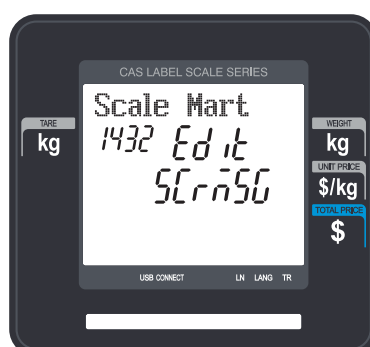 CAS LABEL SCALE SERIES
Scale Mart
TARE
kg
1432 Edit
SCrnSG
WEIGHT
kg
UNIT PRICE
$/kg
TOTAL PRICE
$
USB CONNECT LN LANG TR